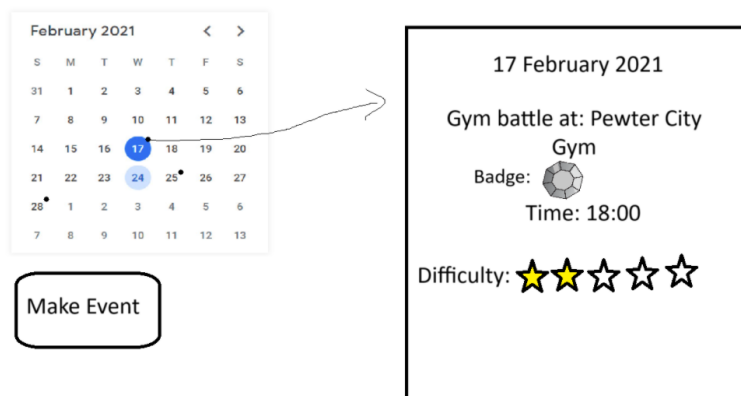 February 2021
S M T W T F S
31 1 2 3 4 5 6
7 8 9 10 11 12 13
14 15 16 17 18 19 20
21 22 23 24 25 26 27
28 1 2 3 4 5 6
7 8 9 10 11 12 13
Make Event
17 February 2021
Gym battle at: Pewter City
Gym
Badge:
Time: 18:00
Difficulty: